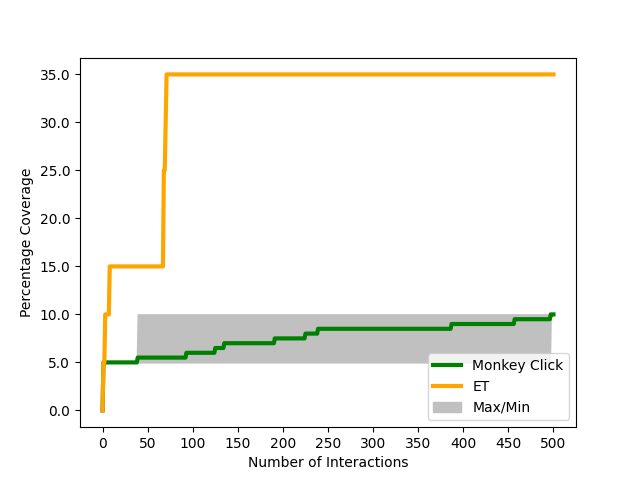 Percentage Coverage
35.0
30.0
25.0
20.0
15.0
10.0
5.0
0.0
Monkey Click
ET
Max/Min
0 50 100 150 200 250 300 350 400 450 500
Number of Interactions